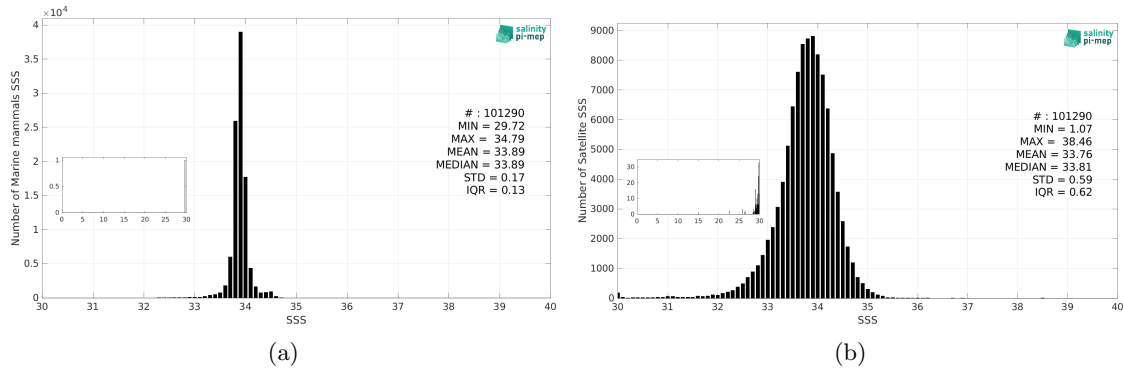 ×10⁴
4
3.5
3
2.5
2
1.5
1
0.5
0
Number of Marine mammals SSS
salinity
pi-mep
# : 101290
MIN = 29.72
MAX = 34.79
MEAN = 33.89
MEDIAN = 33.89
STD = 0.17
IQR = 0.13
1
0.5
0
0 5 10 15 20 25 30
30 31 32 33 34 35 36 37 38 39 40
SSS
(a)
9000
8000
7000
6000
5000
4000
3000
2000
1000
0
Number of Satellite SSS
salinity
pi-mep
# : 101290
MIN = 1.07
MAX = 38.46
MEAN = 33.76
MEDIAN = 33.81
STD = 0.59
IQR = 0.62
30
20
10
0
0 5 10 15 20 25 30
30 31 32 33 34 35 36 37 38 39 40
SSS
(b)